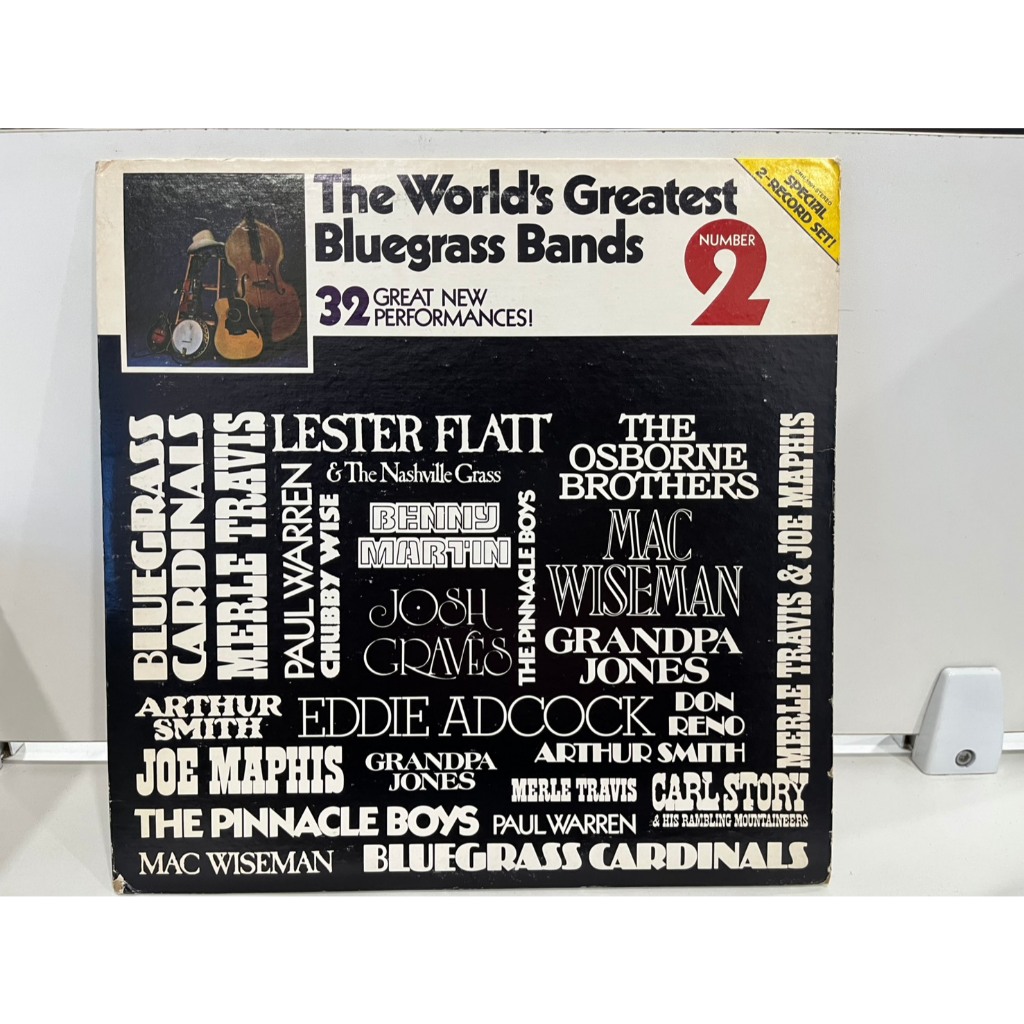 The World's Greatest
Bluegrass Bands
NUMBER
2
32 GREAT NEW
PERFORMANCES!
SPECIAL
2-RECORD SET!
BLUEGRASS
CARDINALS
MERLE TRAVIS
LESTER FLATT
& The Nashville Grass
PAUL WARREN
CHUBBY WISE
BENNY
MARTIN
JOSH
GRAVES
THE PINNACLE BOYS
THE
OSBORNE
BROTHERS
MAC
WISEMAN
GRANDPA
JONES
MERLE TRAVIS & JOE MAPHIS
ARTHUR
SMITH
EDDIE ADCOCK
DON
RENO
ARTHUR SMITH
JOE MAPHIS
GRANDPA
JONES
MERLE TRAVIS
CARL STORY
& HIS RAMBLING MOUNTAINEERS
THE PINNACLE BOYS
PAUL WARREN
MAC WISEMAN
BLUEGRASS CARDINALS